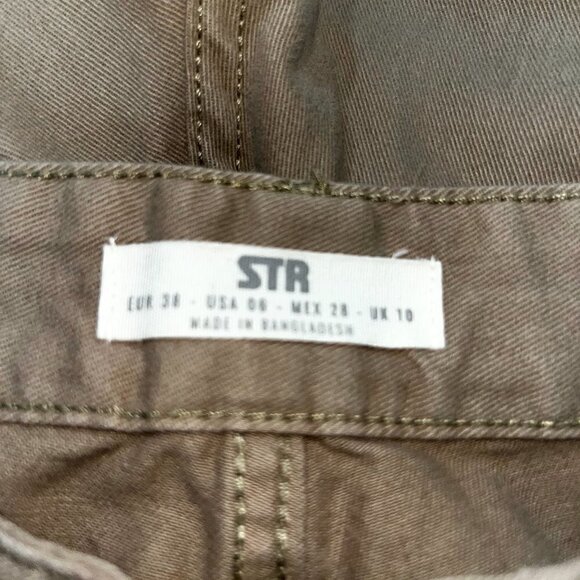 STR
EUR 38 - USA 06 - MEX 28 - UK 10
MADE IN BANGLADESH